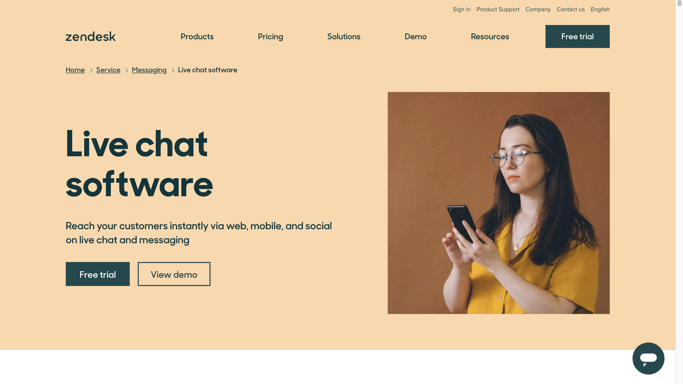 Sign in Product Support Company Contact us English
zendesk Products Pricing Solutions Demo Resources Free trial
Home > Service > Messaging > Live chat software
Live chat
software
Reach your customers instantly via web, mobile, and social
on live chat and messaging
Free trial View demo